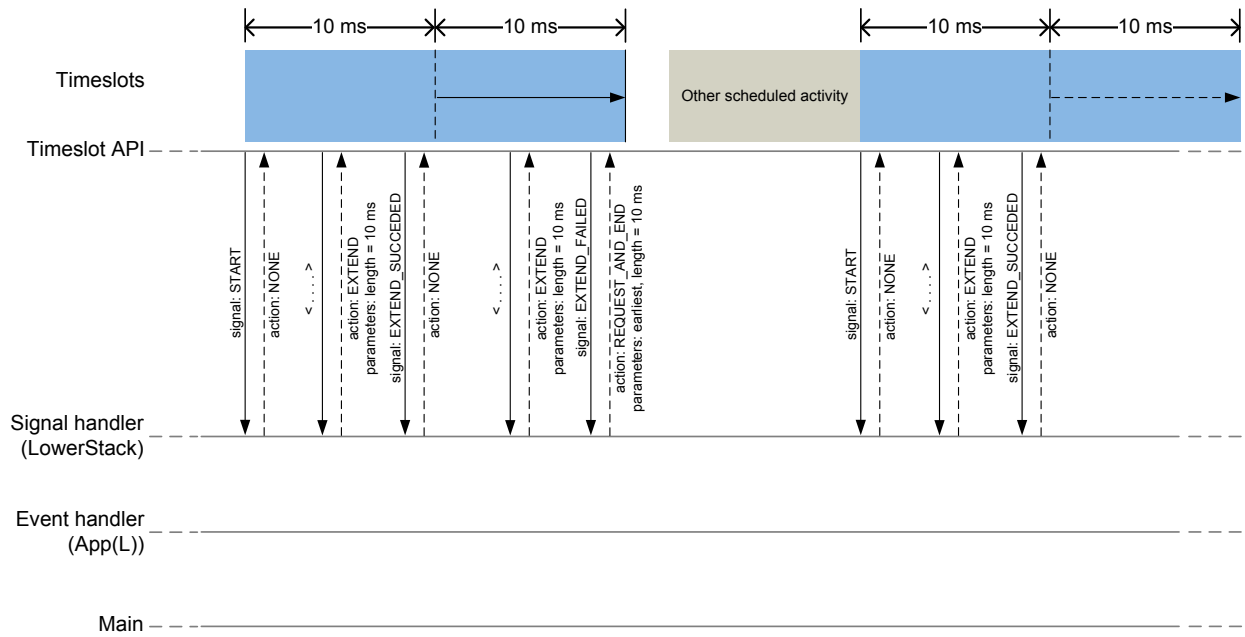 10 ms
10 ms
10 ms
10 ms
Timeslots
Other scheduled activity
Timeslot API
signal: START
action: NONE
< . . . . >
action: EXTEND
parameters: length = 10 ms
signal: EXTEND_SUCCEDED
action: NONE
< . . . . >
action: EXTEND
parameters: length = 10 ms
signal: EXTEND_FAILED
action: REQUEST_AND_END
parameters: earliest, length = 10 ms
signal: START
action: NONE
< . . . . >
action: EXTEND
parameters: length = 10 ms
signal: EXTEND_SUCCEDED
action: NONE
Signal handler
(LowerStack)
Event handler
(App(L))
Main